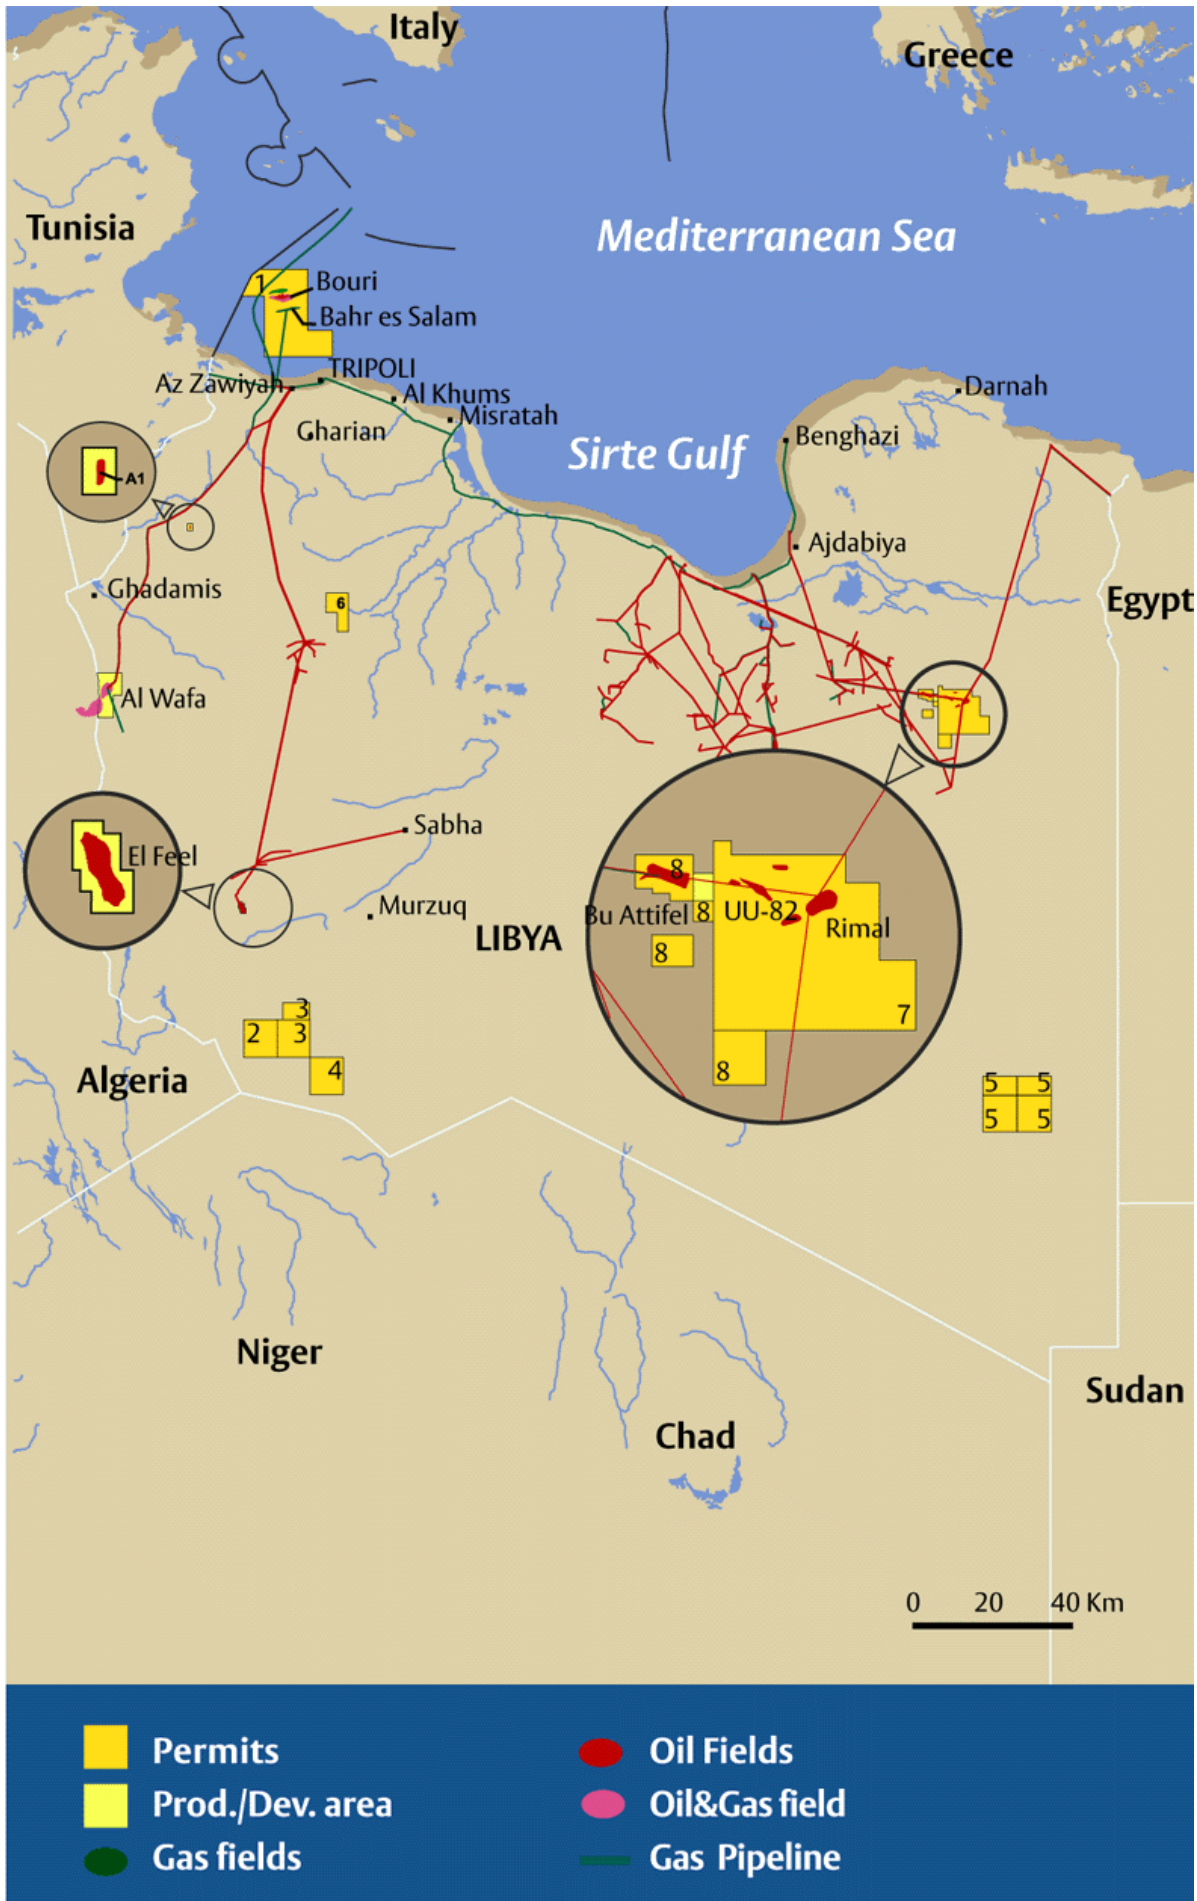 Italy
Greece
Tunisia
Mediterranean Sea
1
Bouri
Bahr es Salam
TRIPOLI
Az Zawiyah
Al Khums
Misratah
Gharian
Darnah
Benghazi
Sirte Gulf
A1
Ajdabiya
Ghadamis
6
Egypt
Al Wafa
Sabha
El Feel
Murzuq
LIBYA
8
Bu Attifel
8
UU-82
Rimal
8
7
8
3
2
3
4
Algeria
5
5
5
5
Niger
Sudan
Chad
0 20 40 Km
Permits
Oil Fields
Prod./Dev. area
Oil&Gas field
Gas fields
Gas Pipeline